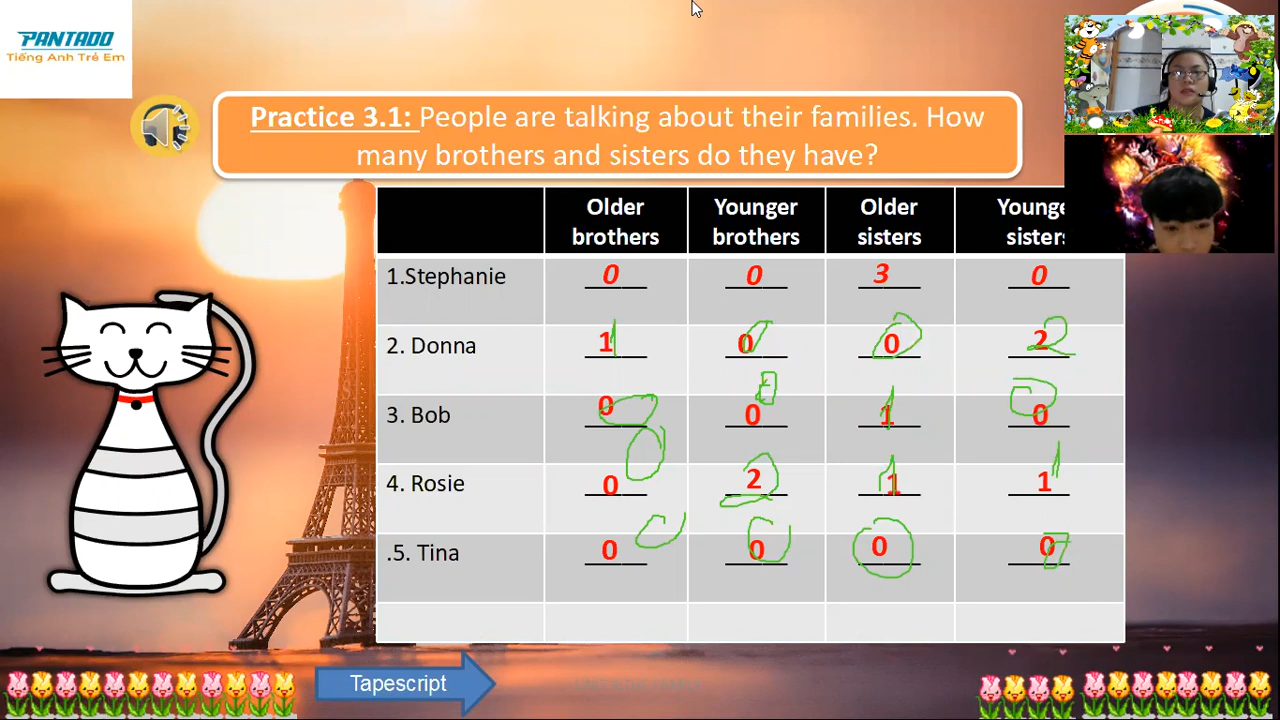 PANTADO
Tiếng Anh Trẻ Em
Practice 3.1: People are talking about their families. How
many brothers and sisters do they have?
Older brothers Younger brothers Older sisters Younge sisters
1.Stephanie 0 0 3 0
2. Donna 1 0 0 2
3. Bob 0 0 1 0
4. Rosie 0 2 1 1
.5. Tina 0 0 0 0
Tapescript